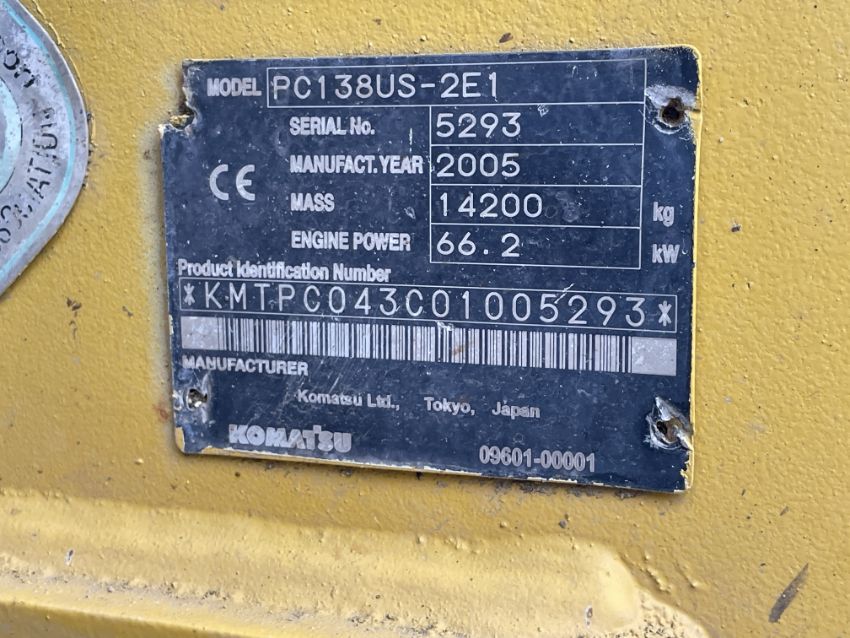 MODEL PC138US-2E1
SERIAL No. 5293
MANUFACT.YEAR 2005
CE
MASS 14200 kg
ENGINE POWER 66.2 kW
Product Identification Number
*KMTPC043C01005293*
MANUFACTURER
Komatsu Ltd., Tokyo, Japan
KOMATSU
09601-00001